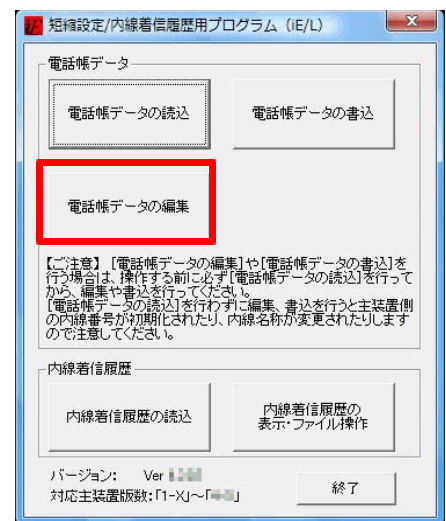 短縮設定/内線着信履歴用プログラム (iE/L)
電話帳データ
電話帳データの読込
電話帳データの書込
電話帳データの編集
【ご注意】 [電話帳データの編集]や[電話帳データの書込]を
行う場合は、操作する前に必ず[電話帳データの読込]を行って
から、編集や書込を行ってください。
[電話帳データの読込]を行わずに編集、書込を行うと主装置側
の内線番号が初期化されたり、内線名称が変更されたりします
ので注意してください。
内線着信履歴
内線着信履歴の読込
内線着信履歴の
表示・ファイル操作
バージョン: Ver
対応主装置版数:「1-X」~「 」
終了